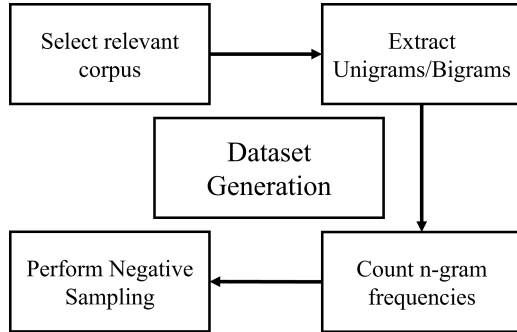 Select relevant
corpus
Extract
Unigrams/Bigrams
Dataset
Generation
Perform Negative
Sampling
Count n-gram
frequencies